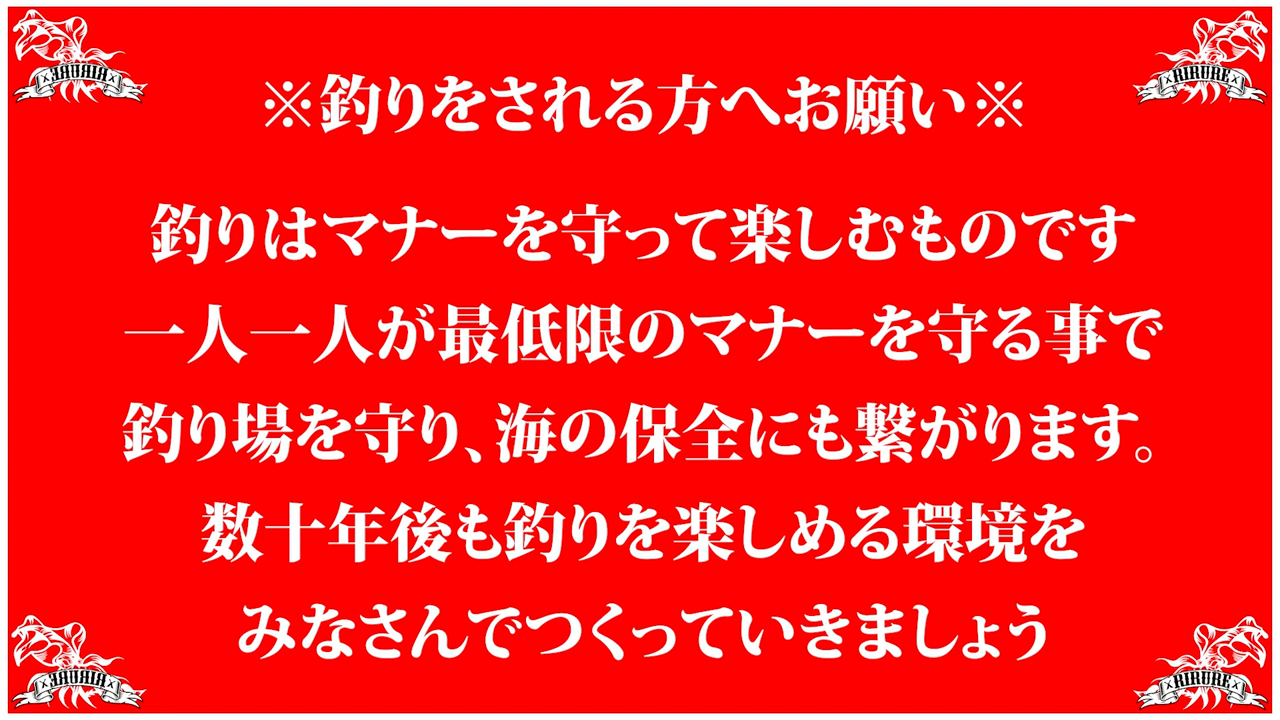 ※釣りをされる方へお願い※
釣りはマナーを守って楽しむものです
一人一人が最低限のマナーを守る事で
釣り場を守り、海の保全にも繋がります。
数十年後も釣りを楽しめる環境を
みなさんでつくっていきましょう
×RIRURE×
×RIRURE×
×RIRURE×
×RIRURE×